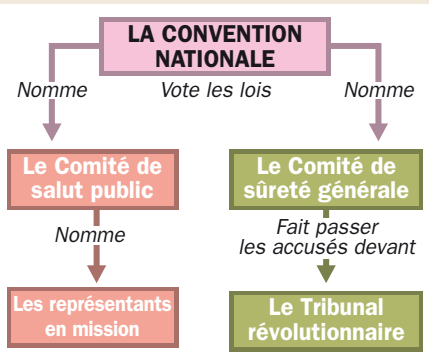 LA CONVENTION
NATIONALE
Nomme
Vote les lois
Nomme
Le Comité de
salut public
Le Comité de
sûreté générale
Nomme
Fait passer
les accusés devant
Les représentants
en mission
Le Tribunal
révolutionnaire